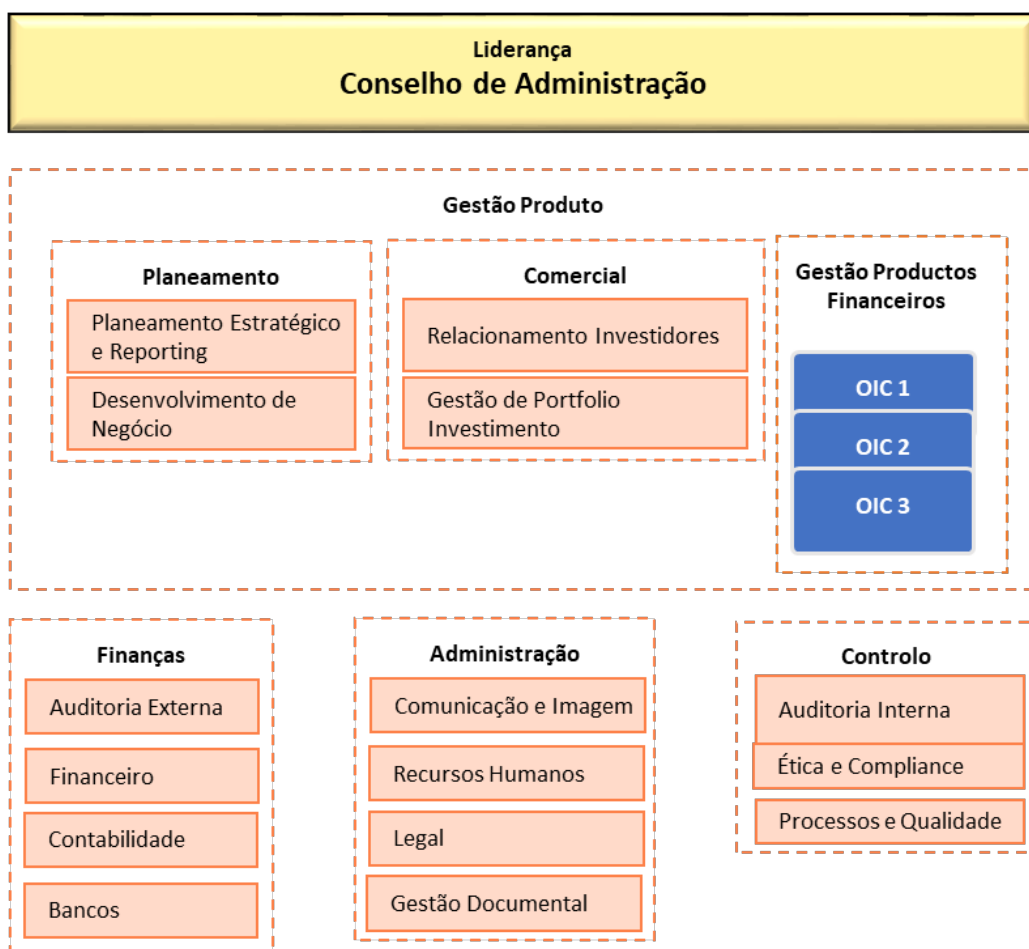 Liderança
Conselho de Administração
Gestão Produto
Planeamento
Planeamento Estratégico
e Reporting
Desenvolvimento de
Negócio
Comercial
Relacionamento Investidores
Gestão de Portfolio
Investimento
Gestão Productos
Financeiros
OIC 1
OIC 2
OIC 3
Finanças
Auditoria Externa
Financeiro
Contabilidade
Bancos
Administração
Comunicação e Imagem
Recursos Humanos
Legal
Gestão Documental
Controlo
Auditoria Interna
Ética e Compliance
Processos e Qualidade